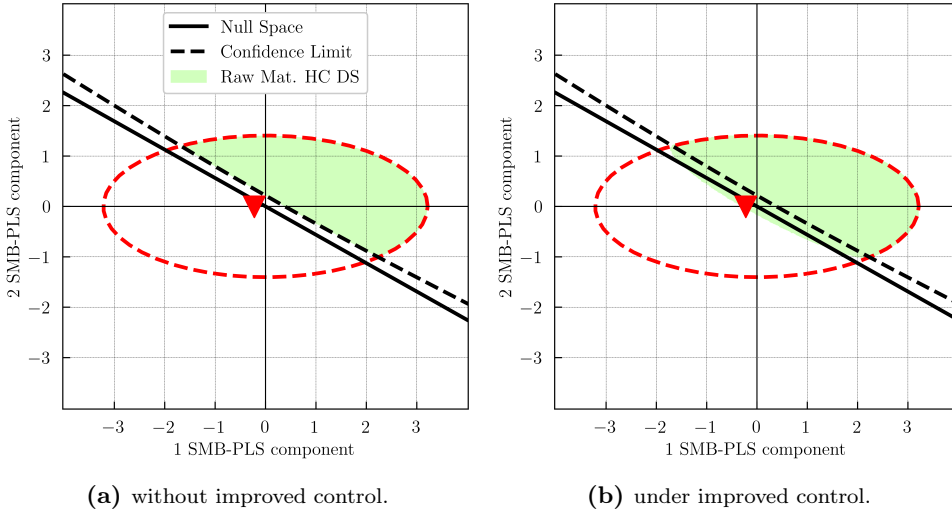 Null Space
Confidence Limit
Raw Mat. HC DS
3
2
1
0
−1
−2
−3
2 SMB-PLS component
−3 −2 −1 0 1 2 3
1 SMB-PLS component
(a) without improved control.
3
2
1
0
−1
−2
−3
2 SMB-PLS component
−3 −2 −1 0 1 2 3
1 SMB-PLS component
(b) under improved control.